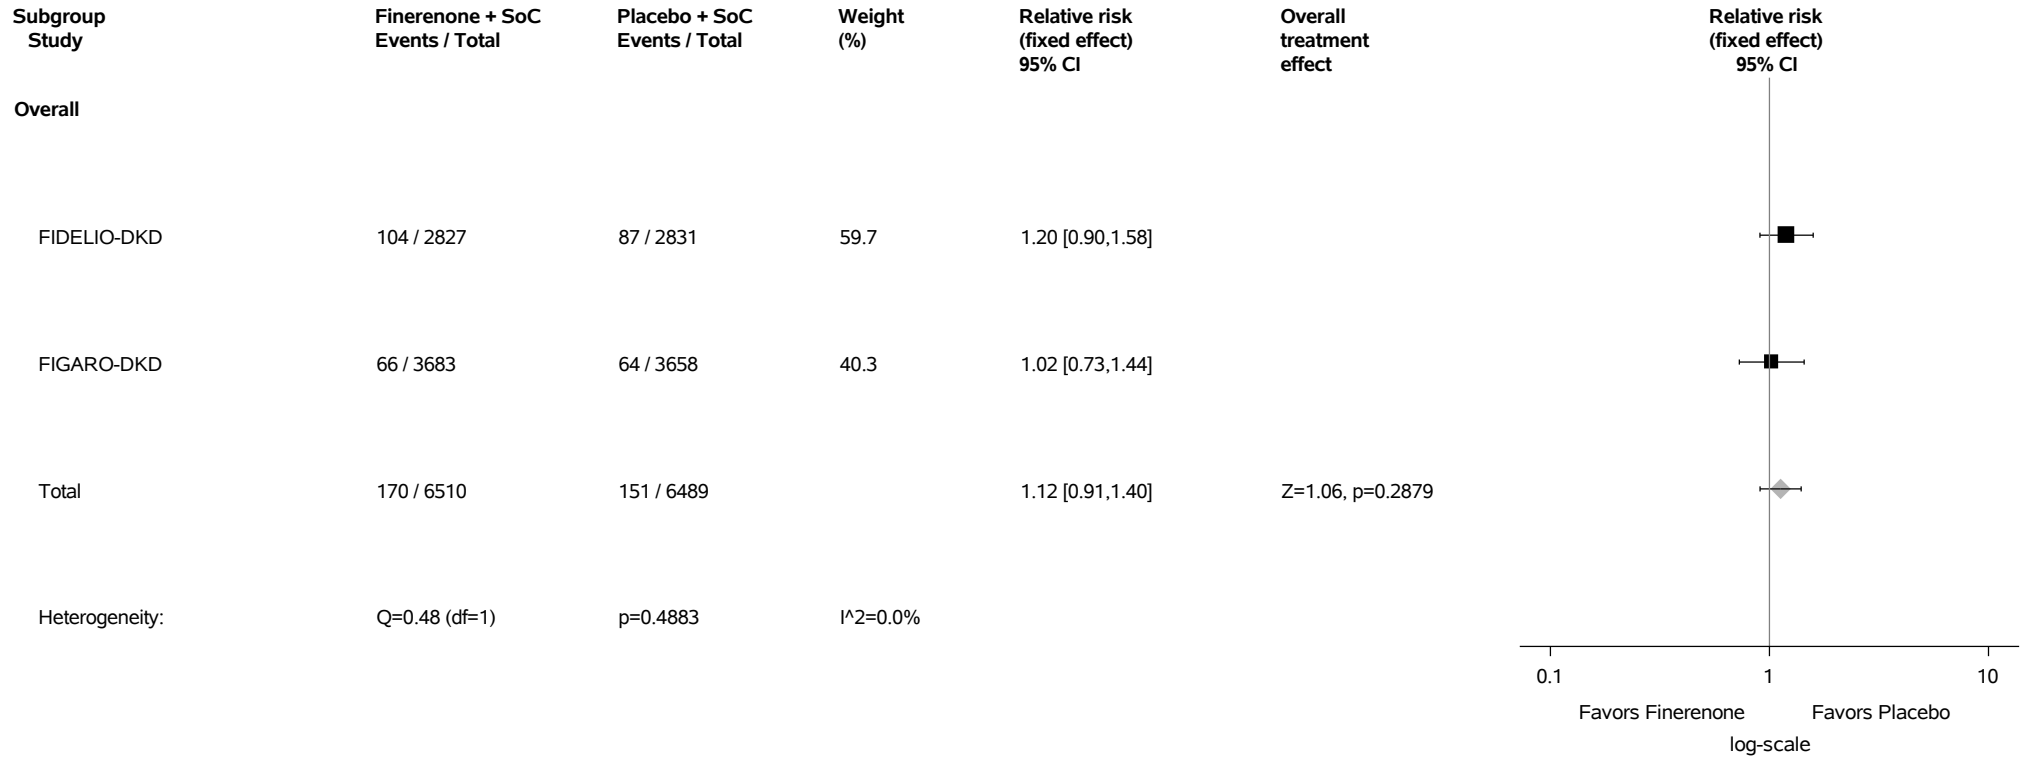 Subgroup Finerenone + SoC Placebo + SoC Weight Relative risk Overall Relative risk
Study Events / Total Events / Total (%) (fixed effect) treatment (fixed effect)
95% CI effect 95% CI
Overall
FIDELIO-DKD 104 / 2827 87 / 2831 59.7 1.20 [0.90,1.58]
FIGARO-DKD 66 / 3683 64 / 3658 40.3 1.02 [0.73,1.44]
Total 170 / 6510 151 / 6489 1.12 [0.91,1.40] Z=1.06, p=0.2879
Heterogeneity: Q=0.48 (df=1) p=0.4883 I^2=0.0%
0.1 1 10
Favors Finerenone Favors Placebo
log-scale